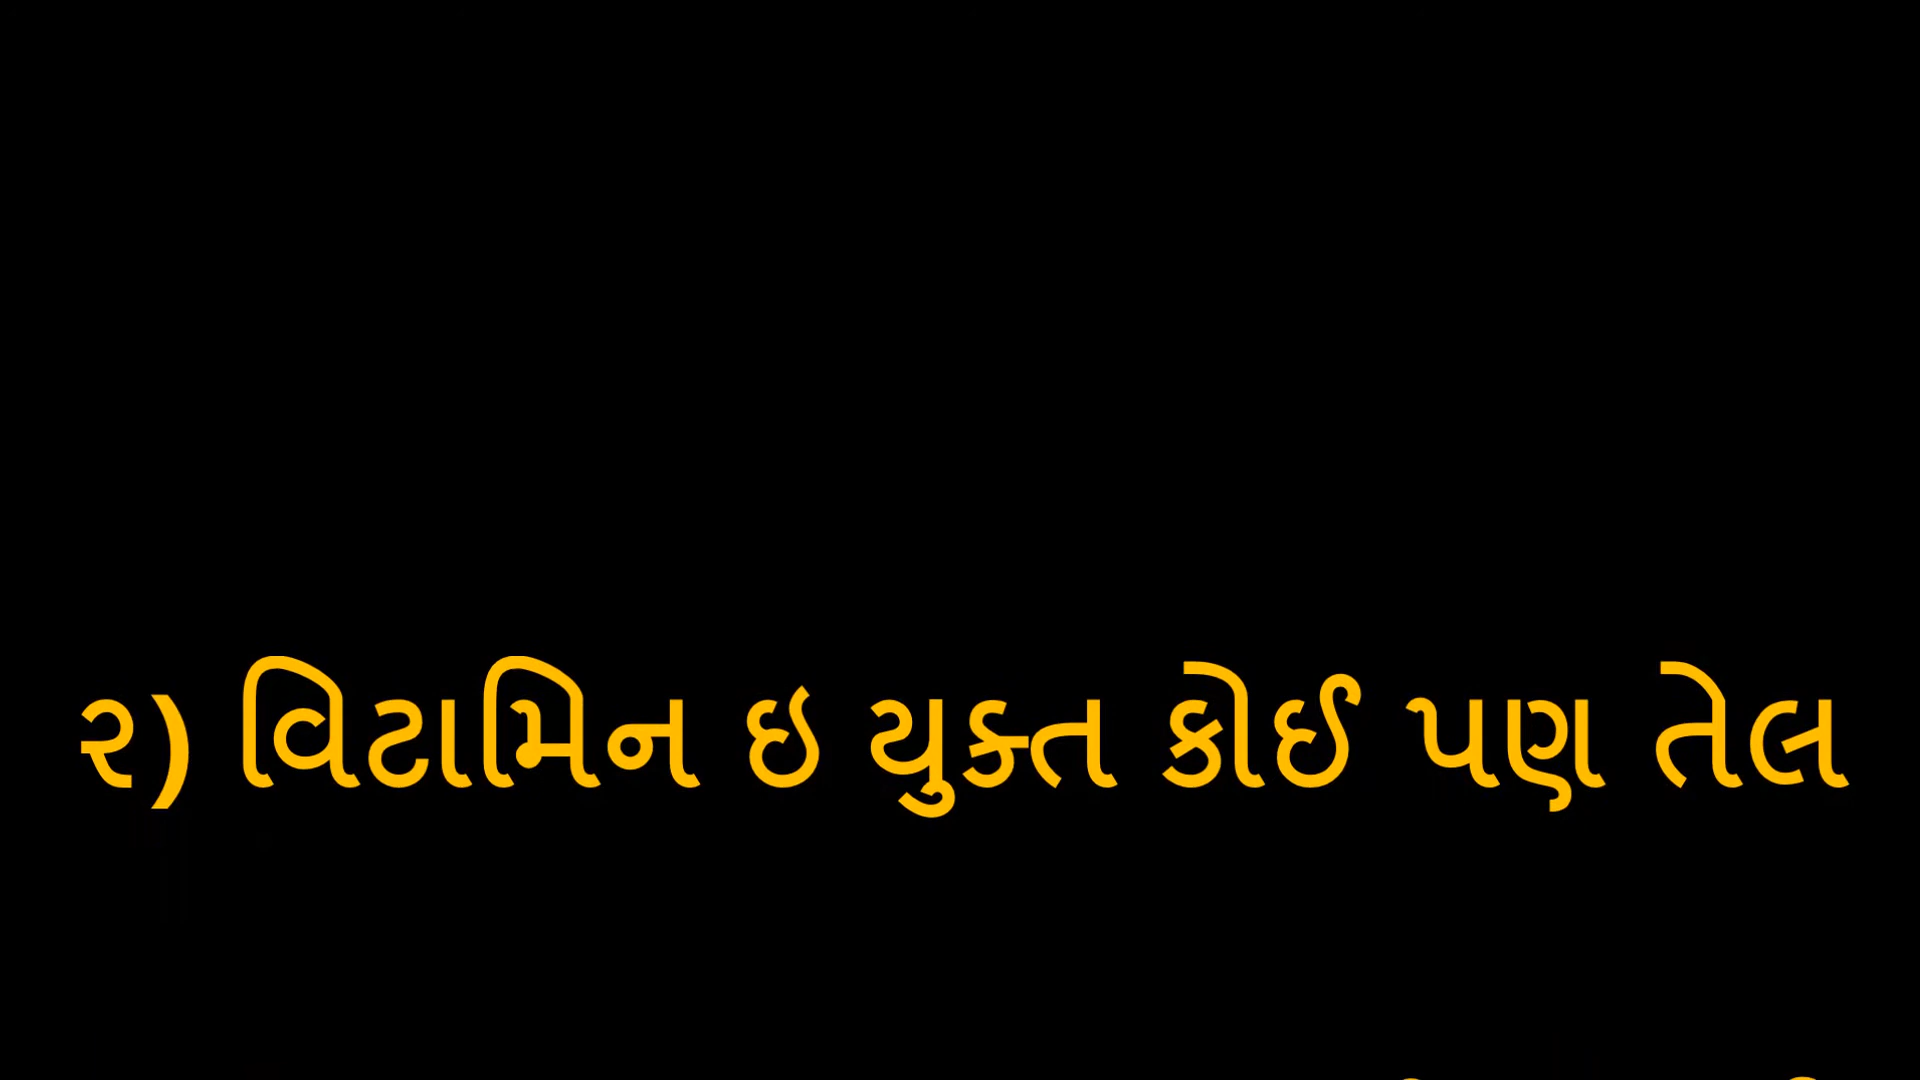 ૨) વિટામિન ઇ યુક્ત કોઈ પણ તેલ